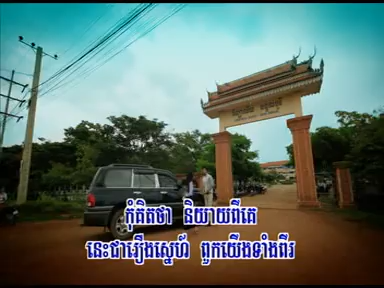 កុំគិតថា និយាយពីគេ
នេះជារឿងស្នេហ៍ ពួកយើងទាំងពីរ